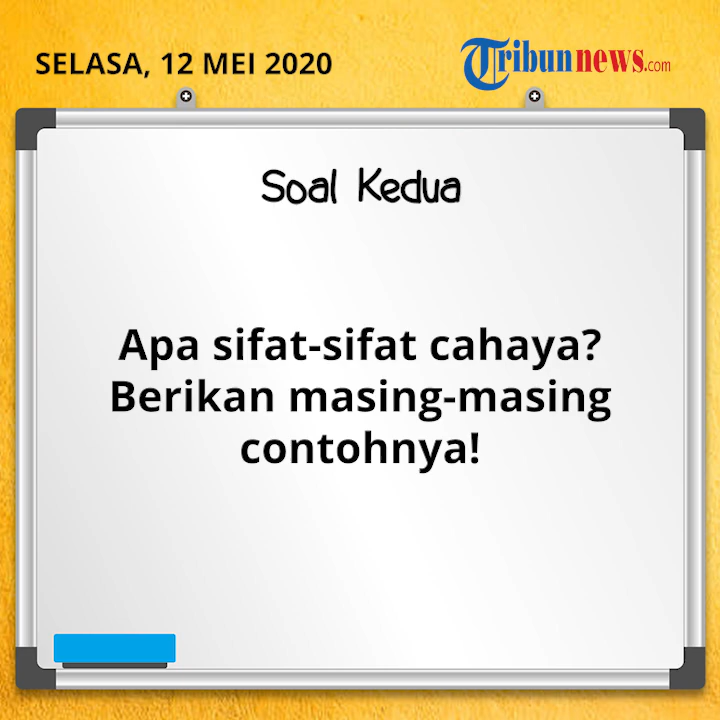 SELASA, 12 MEI 2020
Tribunnews.com
Soal Kedua
Apa sifat-sifat cahaya?
Berikan masing-masing
contohnya!